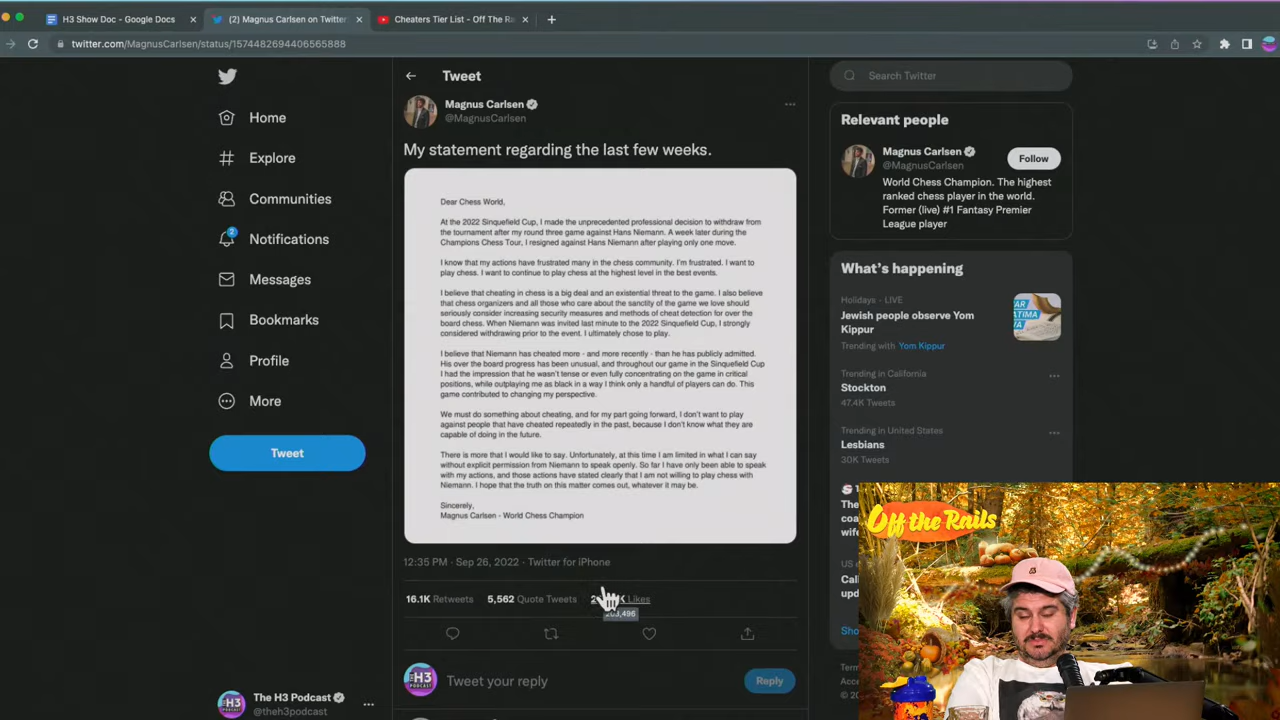 H3 Show Doc - Google Docs
(2) Magnus Carlsen on Twitter
Cheaters Tier List - Off The Ra
twitter.com/MagnusCarlsen/status/1574482694406565888
Home
Explore
Communities
2
Notifications
Messages
Bookmarks
Profile
More
Tweet
The H3 Podcast
@theh3podcast
Tweet
Magnus Carlsen
@MagnusCarlsen
My statement regarding the last few weeks.
Dear Chess World,
At the 2022 Sinquefield Cup, I made the unprecedented professional decision to withdraw from
the tournament after my round three game against Hans Niemann. A week later during the
Champions Chess Tour, I resigned against Hans Niemann after playing only one move.
I know that my actions have frustrated many in the chess community. I'm frustrated. I want to
play chess. I want to continue to play chess at the highest level in the best events.
I believe that cheating in chess is a big deal and an existential threat to the game. I also believe
that chess organizers and all those who care about the sanctity of the game we love should
seriously consider increasing security measures and methods of cheat detection for over the
board chess. When Niemann was invited last minute to the 2022 Sinquefield Cup, I strongly
considered withdrawing prior to the event. I ultimately chose to play.
I believe that Niemann has cheated more - and more recently - than he has publicly admitted.
His over the board progress has been unusual, and throughout our game in the Sinquefield Cup
I had the impression that he wasn't tense or even fully concentrating on the game in critical
positions, while outplaying me as black in a way I think only a handful of players can do. This
game contributed to changing my perspective.
We must do something about cheating, and for my part going forward, I don't want to play
against people that have cheated repeatedly in the past, because I don't know what they are
capable of doing in the future.
There is more that I would like to say. Unfortunately, at this time I am limited in what I can say
without explicit permission from Niemann to speak openly. So far I have only been able to speak
with my actions, and those actions have stated clearly that I am not willing to play chess with
Niemann. I hope that the truth on this matter comes out, whatever it may be.
Sincerely,
Magnus Carlsen - World Chess Champion
12:35 PM · Sep 26, 2022 · Twitter for iPhone
16.1K Retweets 5,562 Quote Tweets Likes
H3
PODCAST
Tweet your reply
Reply
Search Twitter
Relevant people
Magnus Carlsen
@MagnusCarlsen
Follow
World Chess Champion. The highest
ranked chess player in the world.
Former (live) #1 Fantasy Premier
League player
What's happening
Holidays · LIVE
Jewish people observe Yom
Kippur
Trending with Yom Kippur
Trending in California
Stockton
47.4K Tweets
Trending in United States
Lesbians
30K Tweets
Off the Rails